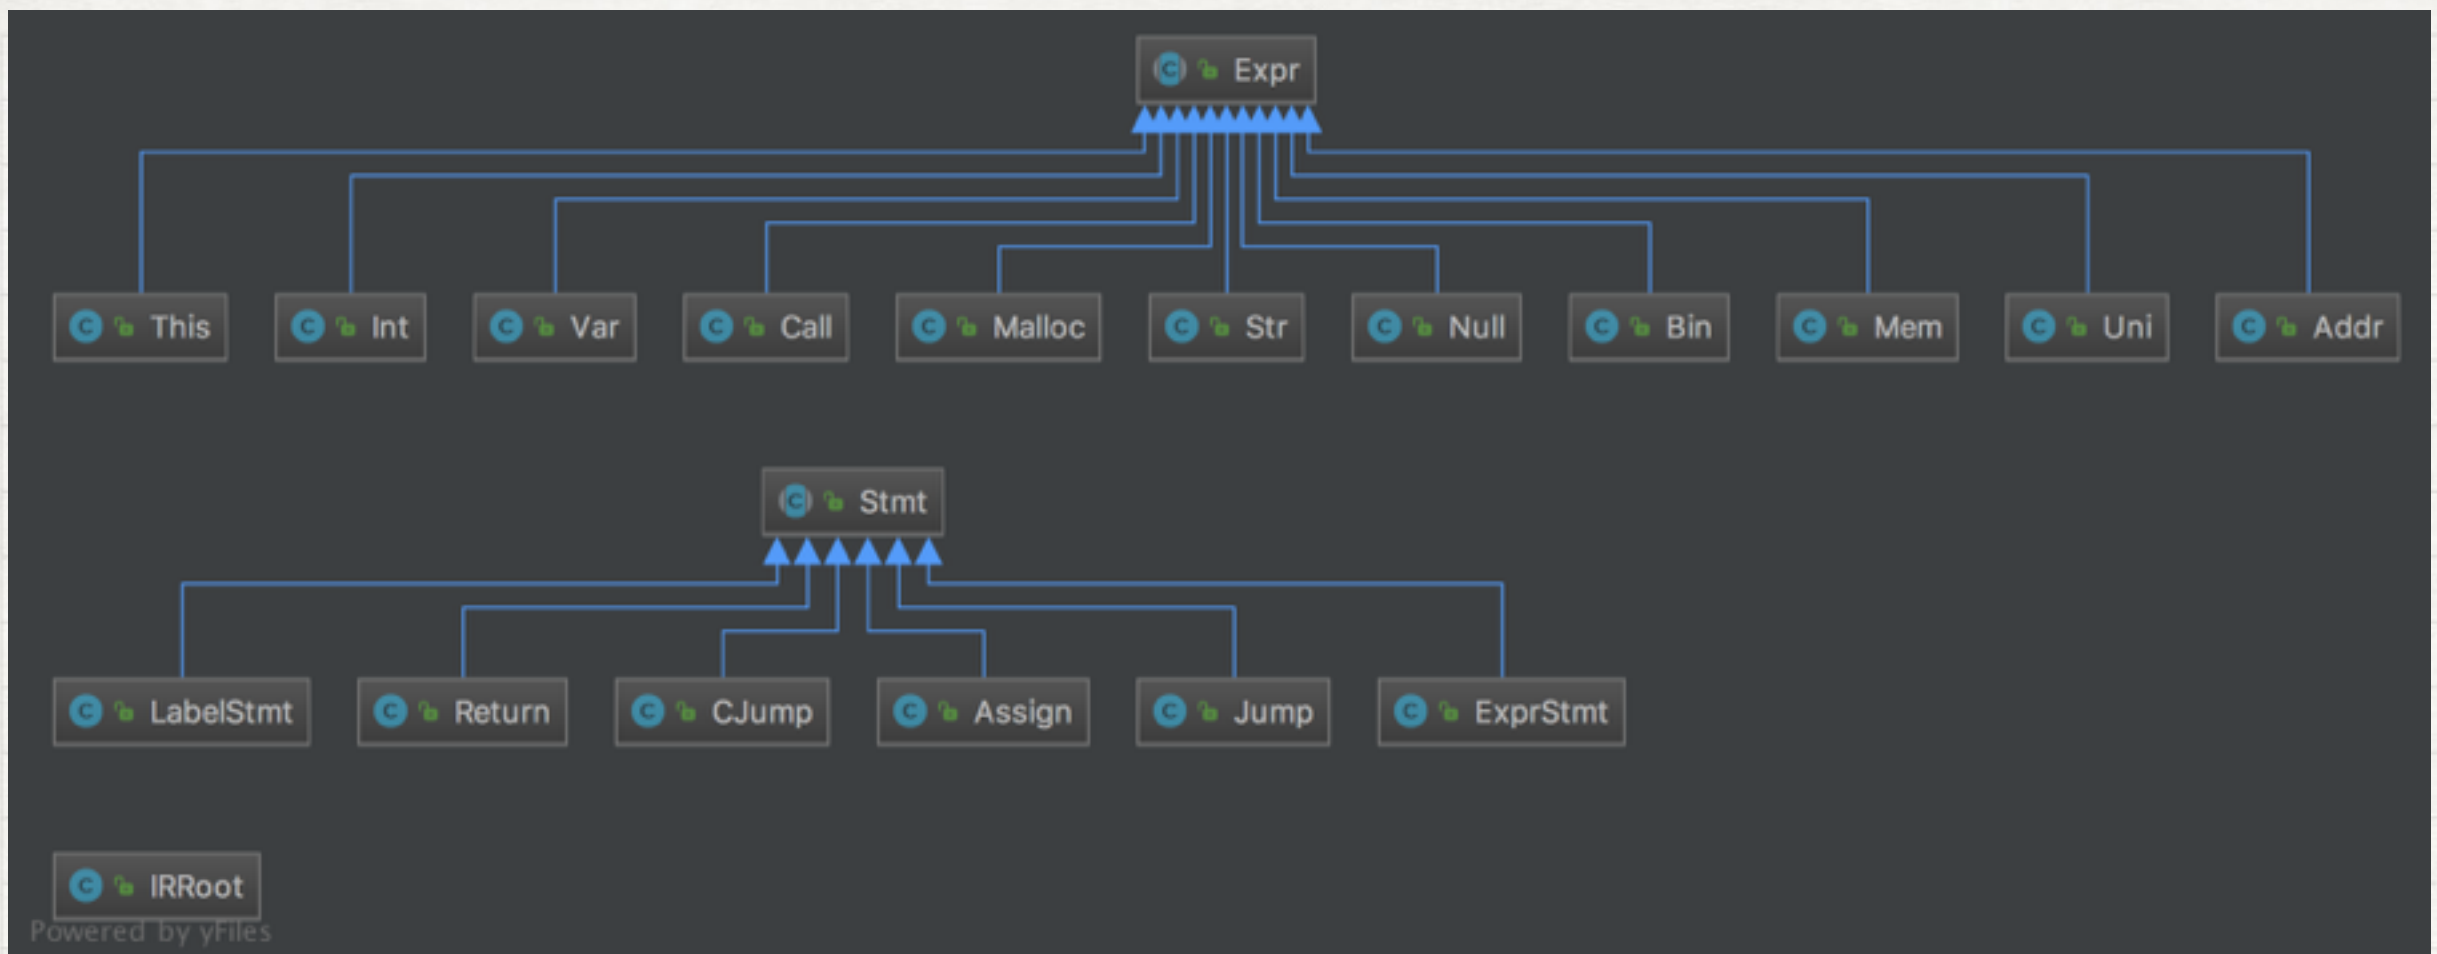 Expr
This Int Var Call Malloc Str Null Bin Mem Uni Addr
Stmt
LabelStmt Return CJump Assign Jump ExprStmt
IRRoot
Powered by yFiles